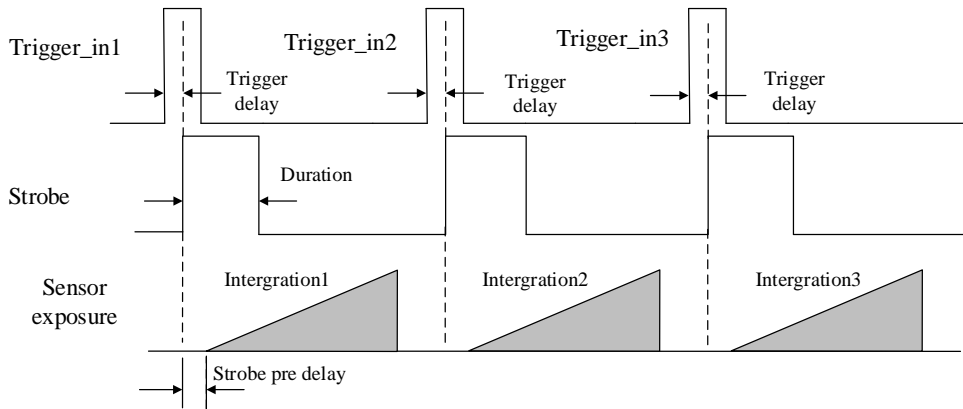 Trigger_in1
Trigger_in2
Trigger_in3
Trigger
delay
Trigger
delay
Trigger
delay
Strobe
Duration
Sensor
exposure
Intergration1
Intergration2
Intergration3
Strobe pre delay